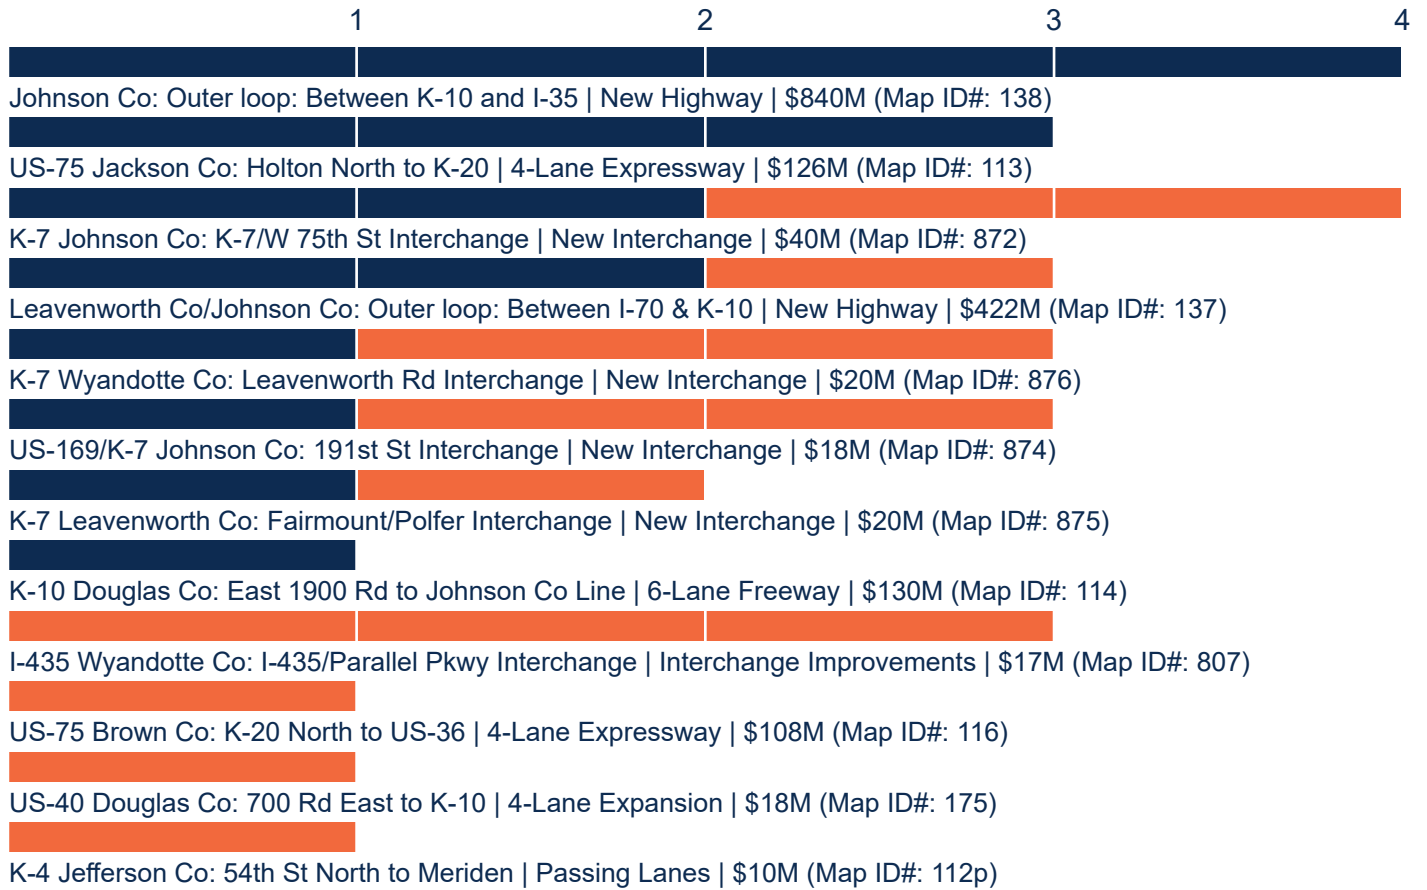 1 2 3 4
Johnson Co: Outer loop: Between K-10 and I-35 | New Highway | $840M (Map ID#: 138)
US-75 Jackson Co: Holton North to K-20 | 4-Lane Expressway | $126M (Map ID#: 113)
K-7 Johnson Co: K-7/W 75th St Interchange | New Interchange | $40M (Map ID#: 872)
Leavenworth Co/Johnson Co: Outer loop: Between I-70 & K-10 | New Highway | $422M (Map ID#: 137)
K-7 Wyandotte Co: Leavenworth Rd Interchange | New Interchange | $20M (Map ID#: 876)
US-169/K-7 Johnson Co: 191st St Interchange | New Interchange | $18M (Map ID#: 874)
K-7 Leavenworth Co: Fairmount/Polfer Interchange | New Interchange | $20M (Map ID#: 875)
K-10 Douglas Co: East 1900 Rd to Johnson Co Line | 6-Lane Freeway | $130M (Map ID#: 114)
I-435 Wyandotte Co: I-435/Parallel Pkwy Interchange | Interchange Improvements | $17M (Map ID#: 807)
US-75 Brown Co: K-20 North to US-36 | 4-Lane Expressway | $108M (Map ID#: 116)
US-40 Douglas Co: 700 Rd East to K-10 | 4-Lane Expansion | $18M (Map ID#: 175)
K-4 Jefferson Co: 54th St North to Meriden | Passing Lanes | $10M (Map ID#: 112p)